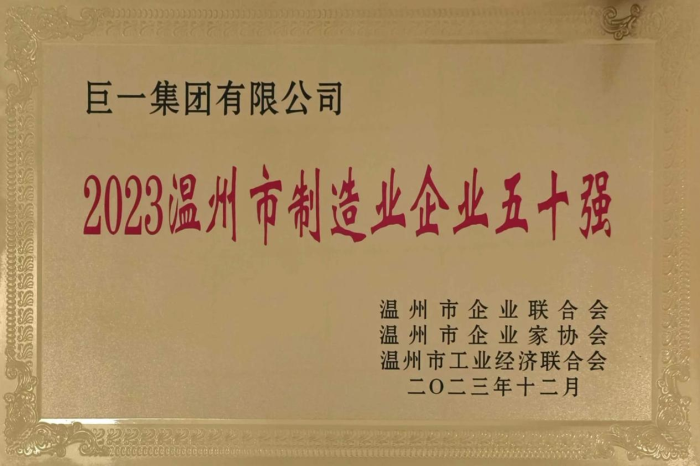 巨一集团有限公司
2023温州市制造业企业五十强
温州市企业联合会
温州市企业家协会
温州市工业经济联合会
二〇二三年十二月